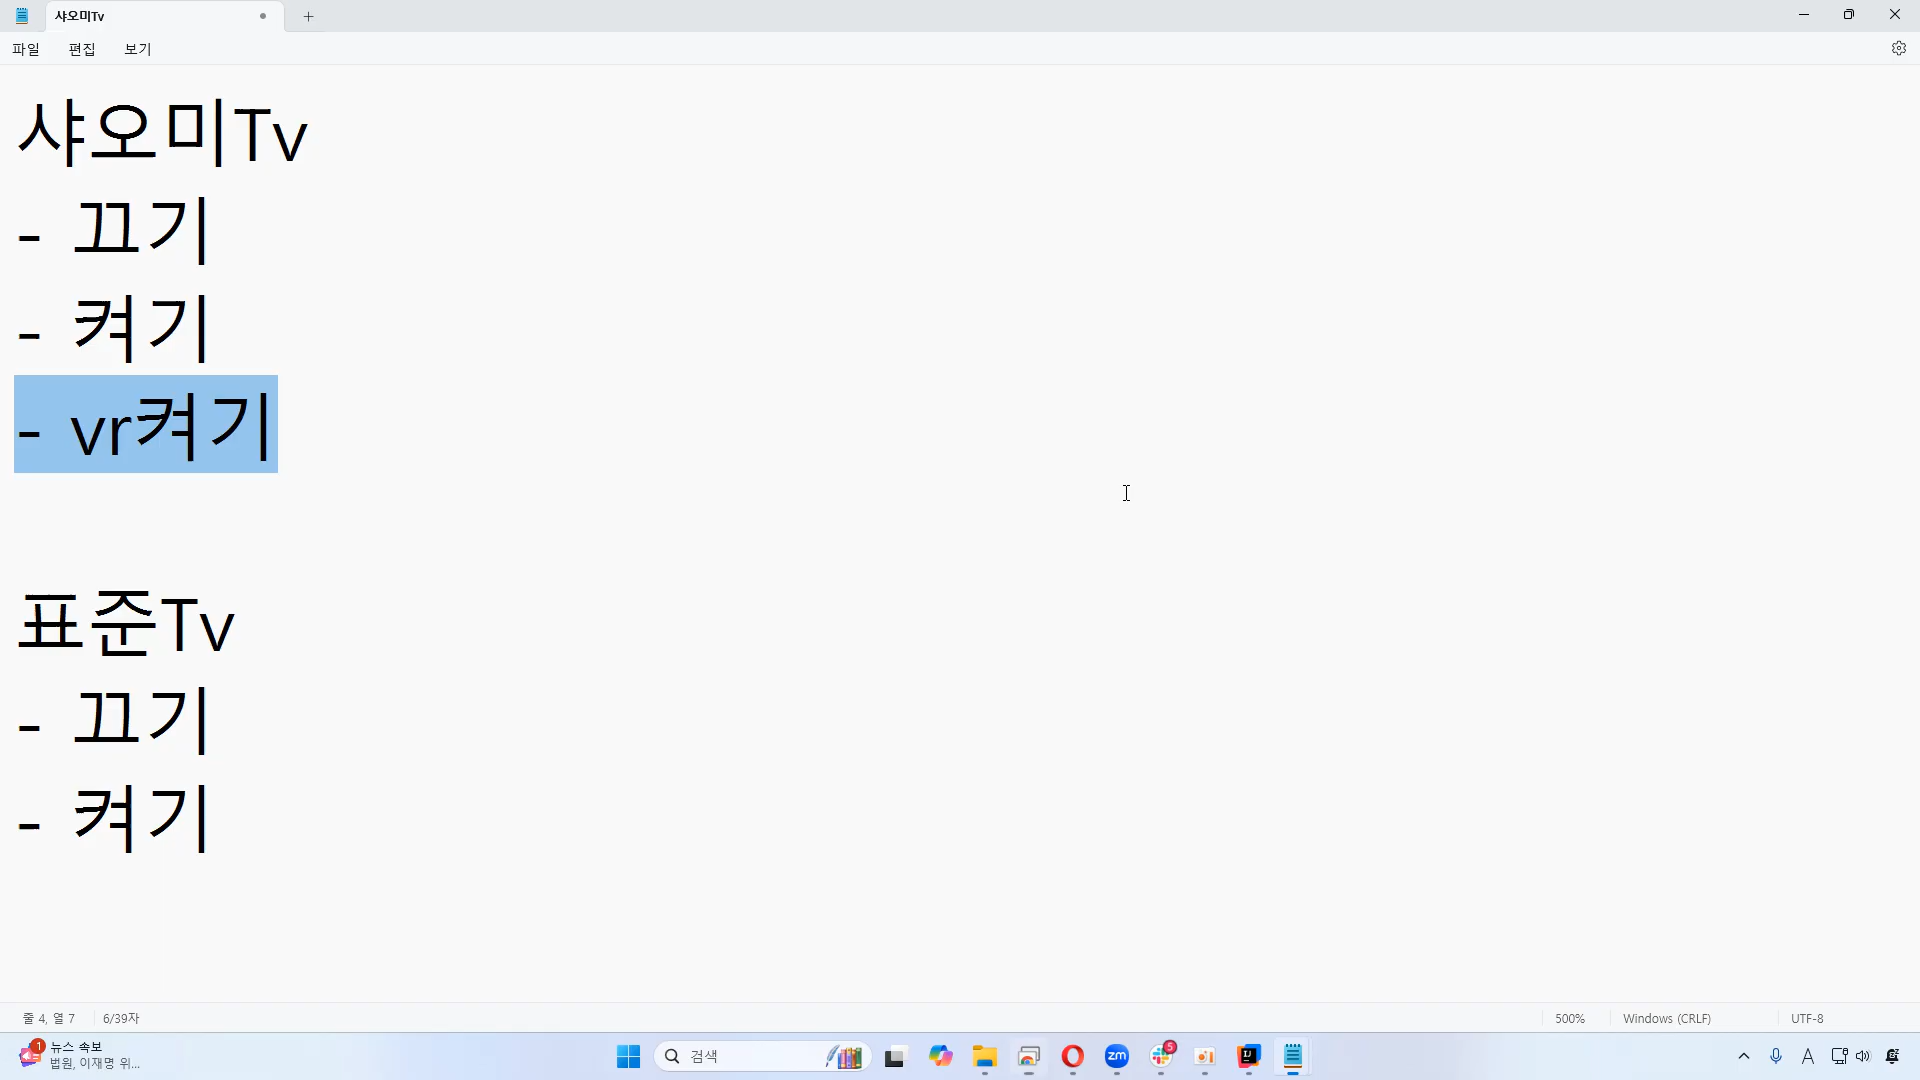 샤오미Tv
파일 편집 보기
샤오미Tv
- 끄기
- 켜기
- vr켜기
표준Tv
- 끄기
- 켜기
줄 4, 열 7 6/39자 500% Windows (CRLF) UTF-8
1 뉴스 속보
법원, 이재명 위...
검색
zm
5
A